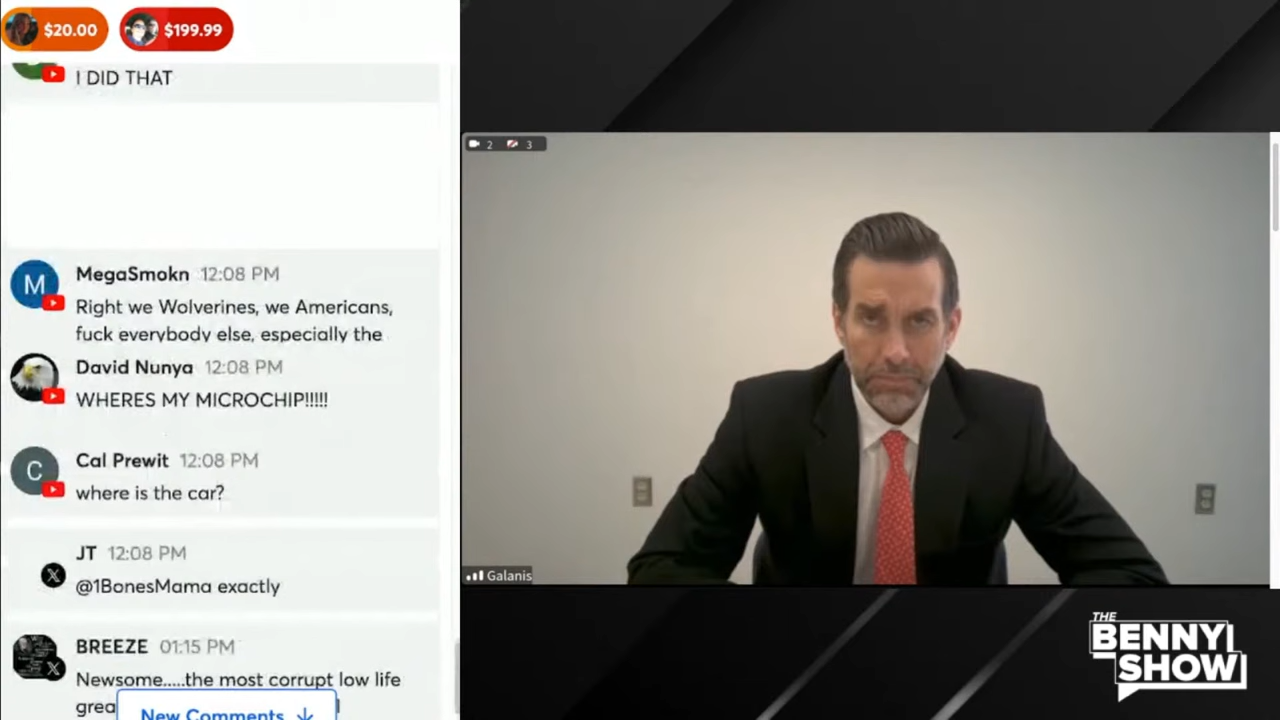 $20.00
$199.99
I DID THAT
MegaSmokn 12:08 PM
Right we Wolverines, we Americans,
fuck everybody else, especially the
David Nunya 12:08 PM
WHERES MY MICROCHIP!!!!!
C
Cal Prewit 12:08 PM
where is the car?
JT 12:08 PM
@1BonesMama exactly
BREEZE 01:15 PM
Newsome.....the most corrupt low life
grea
New Comments
M
2 3
Galanis
THE
BENNY
SHOW